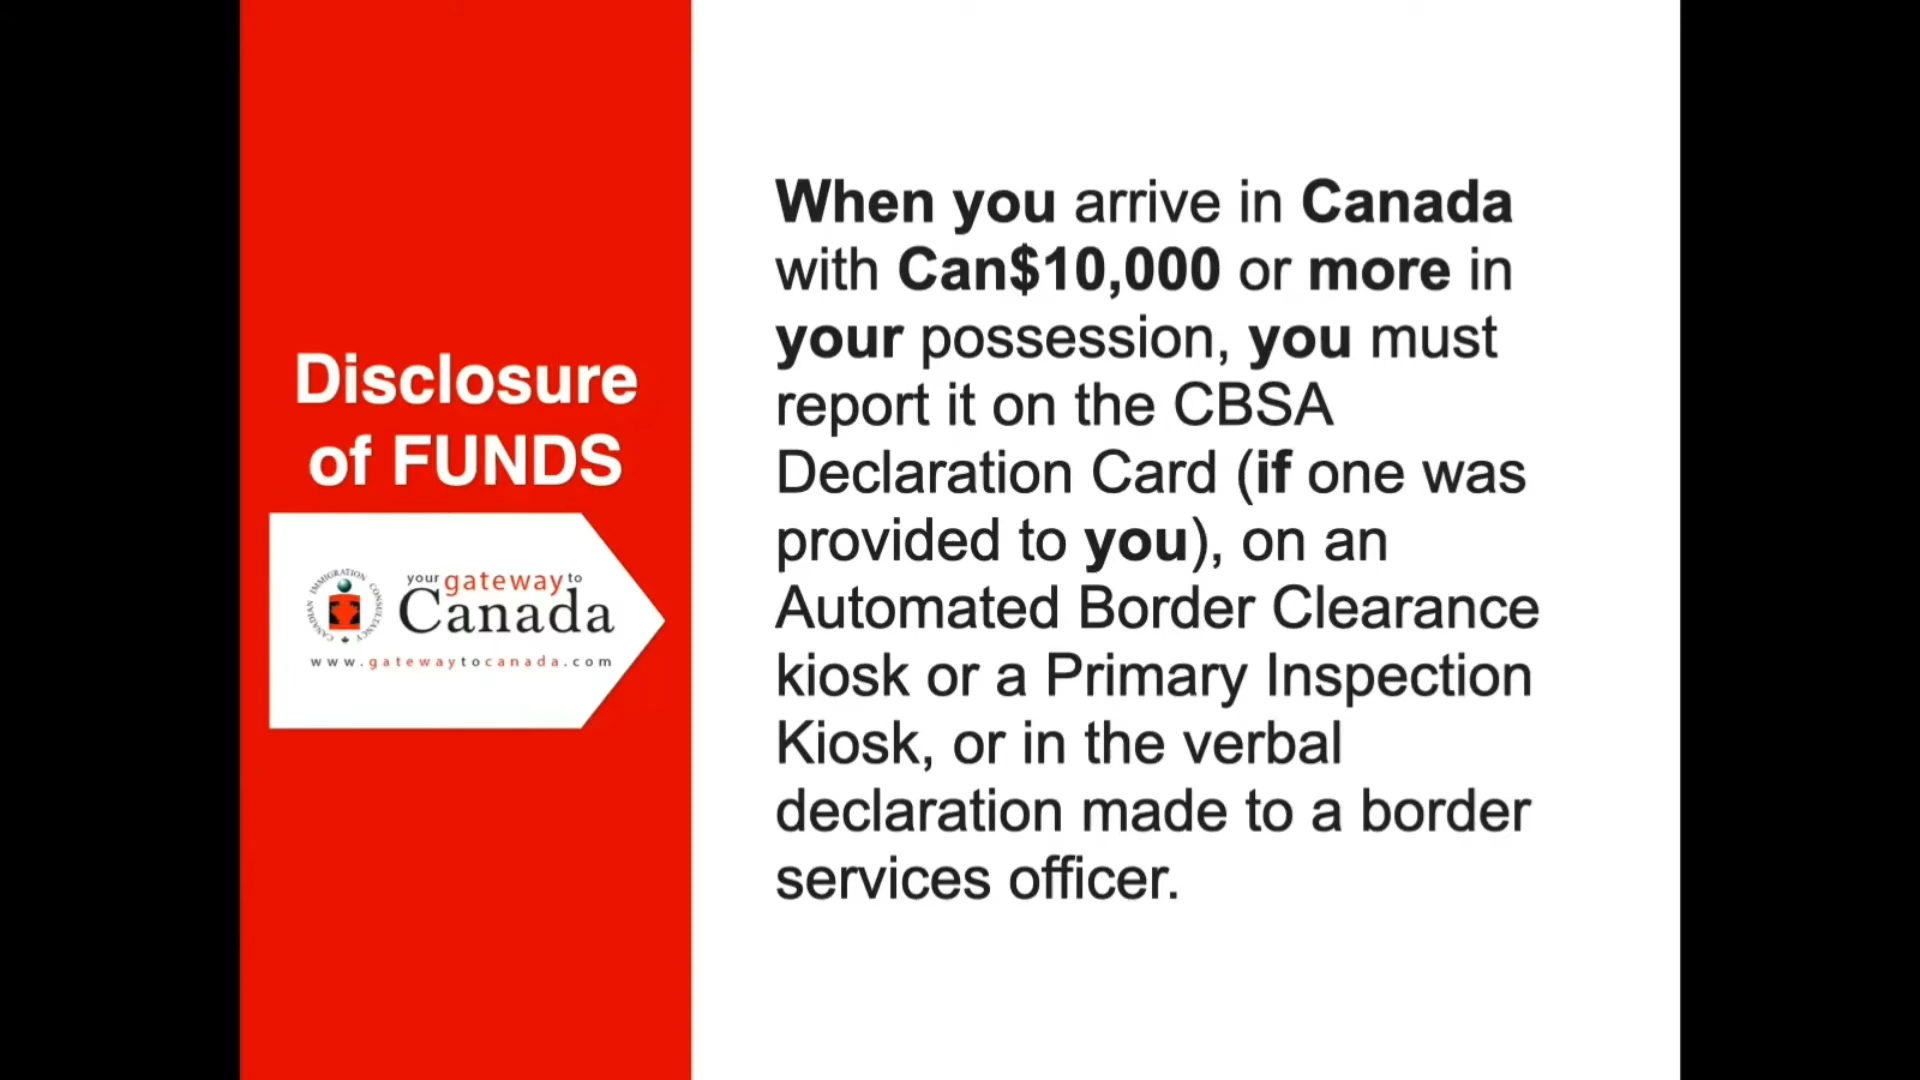 Disclosure
of FUNDS
CANADIAN IMMIGRATION CONSULTANCY
your gateway to
Canada
www.gatewaytocanada.com
When you arrive in Canada
with Can$10,000 or more in
your possession, you must
report it on the CBSA
Declaration Card (if one was
provided to you), on an
Automated Border Clearance
kiosk or a Primary Inspection
Kiosk, or in the verbal
declaration made to a border
services officer.